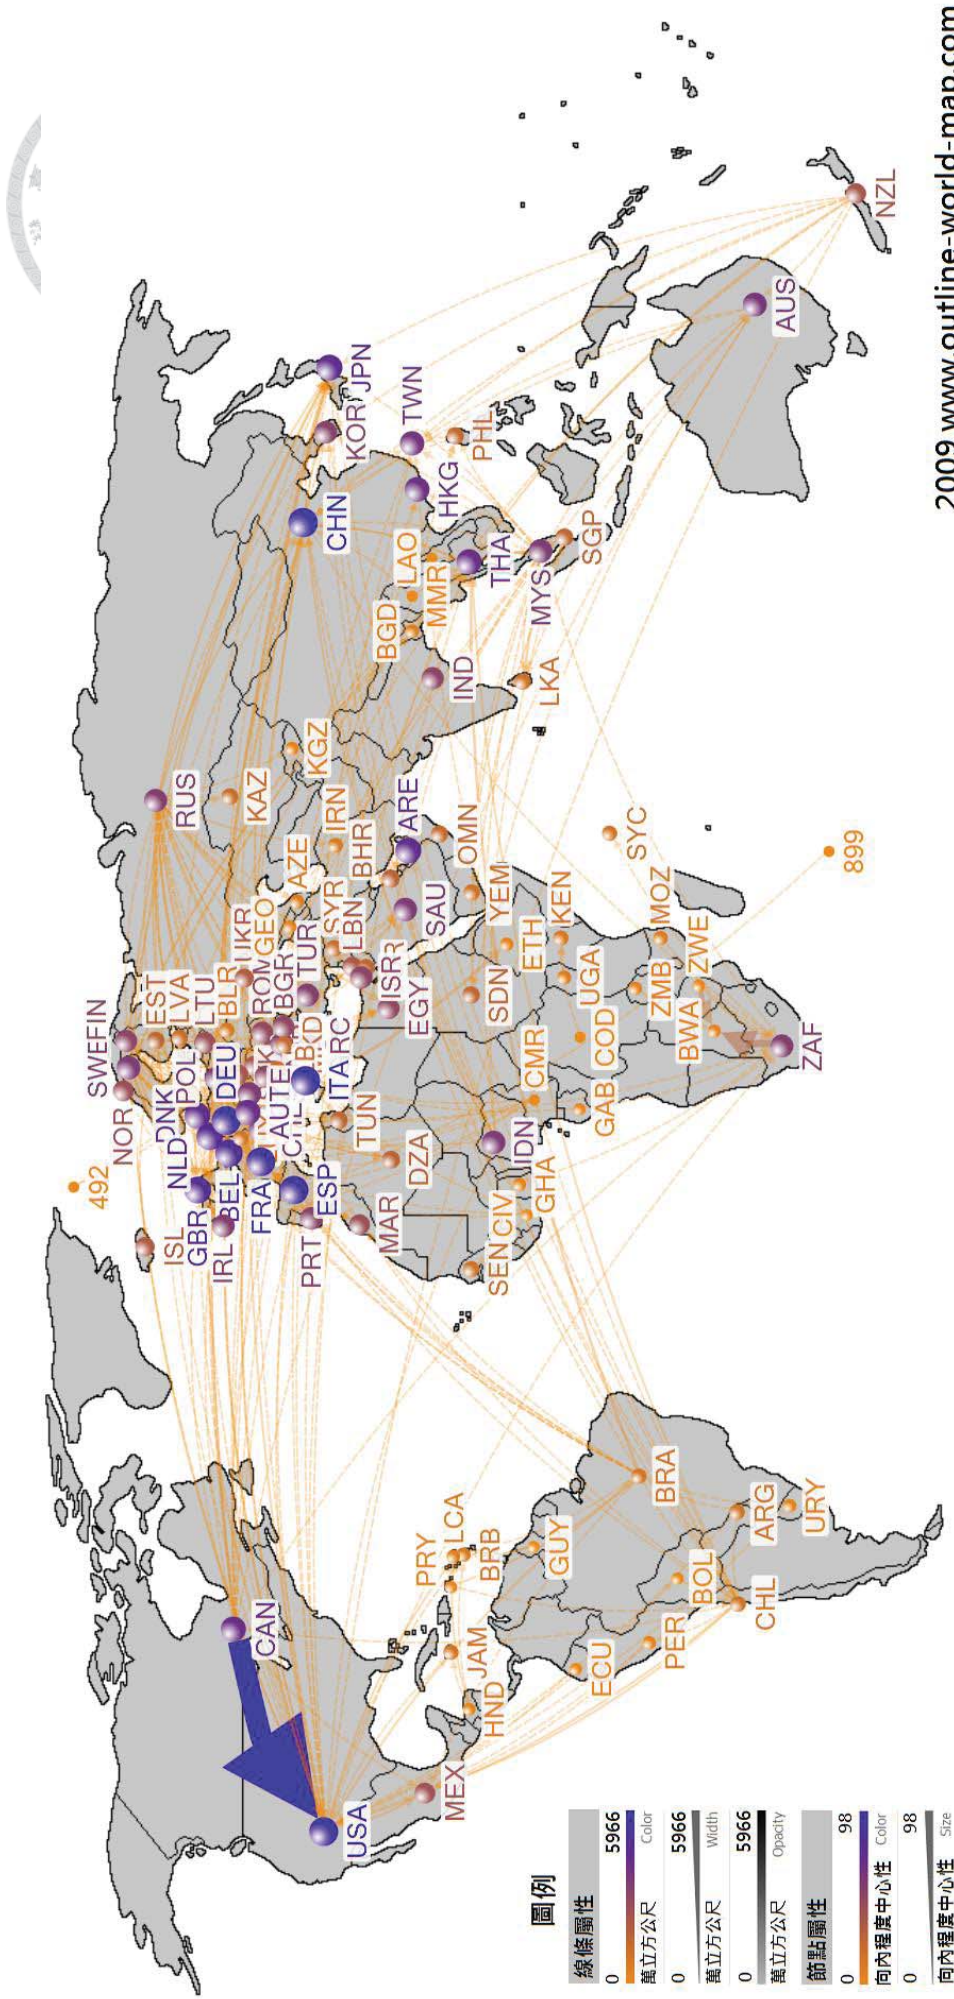 492
NOR
SWE
FIN
EST
LVA
LTU
BLR
UKR
RUS
KAZ
KGZ
DNK
POL
DEU
NLD
BEL
GBR
IRL
ISL
FRA
AUT
ESP
PRT
ITA
ROM
BGR
GEO
AZE
TUR
SYR
LBN
ISR
IRN
BHR
ARE
SAU
OMN
YEM
CHN
KOR
JPN
TWN
HKG
PHL
LAO
MMR
THA
BGD
IND
LKA
MYS
SGP
AUS
NZL
MAR
DZA
TUN
EGY
SDN
ETH
KEN
UGA
SEN
CIV
GHA
IDN
CMR
GAB
COD
ZMB
MOZ
ZWE
BWA
ZAF
SYC
899
CAN
USA
MEX
HND
JAM
PRY
LCA
BRB
GUY
ECU
PER
BOL
BRA
CHL
ARG
URY
圖例
線條屬性
0 5966
萬立方公尺 Color
0 5966
萬立方公尺 Width
0 5966
萬立方公尺 Opacity
節點屬性
0 98
向內程度中心性 Color
0 98
向內程度中心性 Size
2009 www.outline-world-map.com